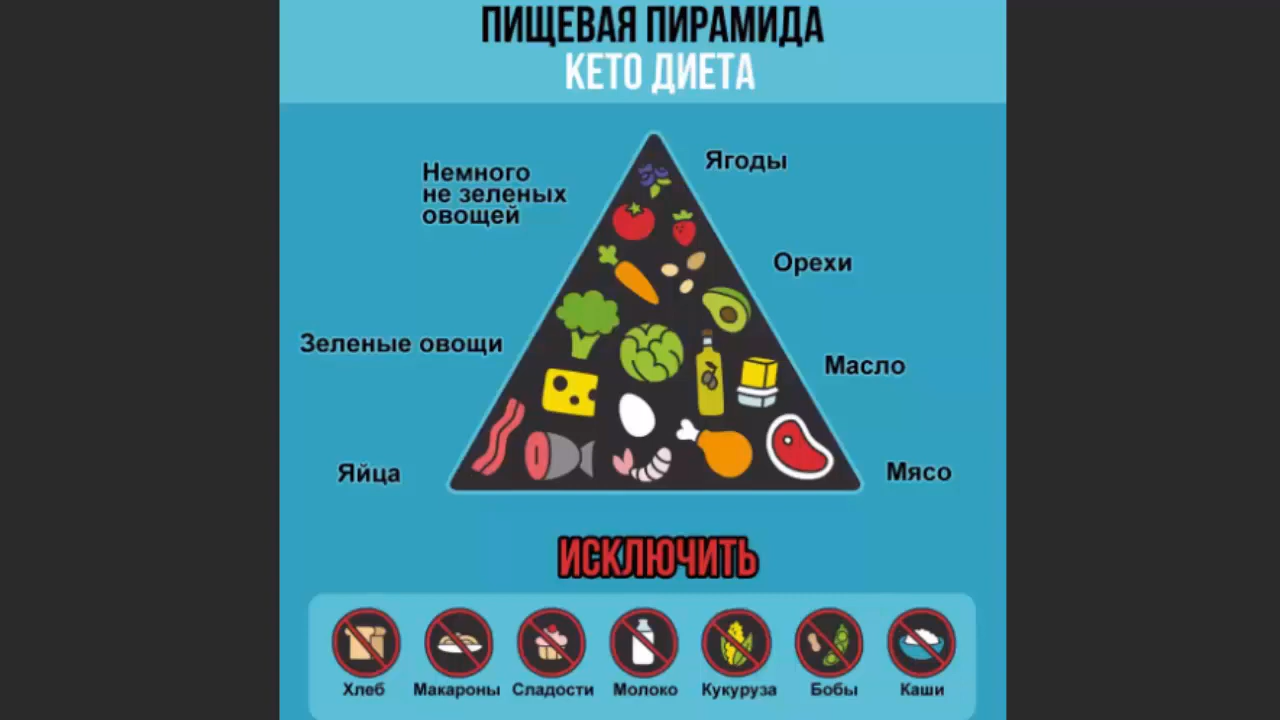 ПИЩЕВАЯ ПИРАМИДА
КЕТО ДИЕТА
Ягоды
Немного
не зеленых
овощей
Орехи
Зеленые овощи
Масло
Яйца
Мясо
ИСКЛЮЧИТЬ
Хлеб
Макароны
Сладости
Молоко
Кукуруза
Бобы
Каши